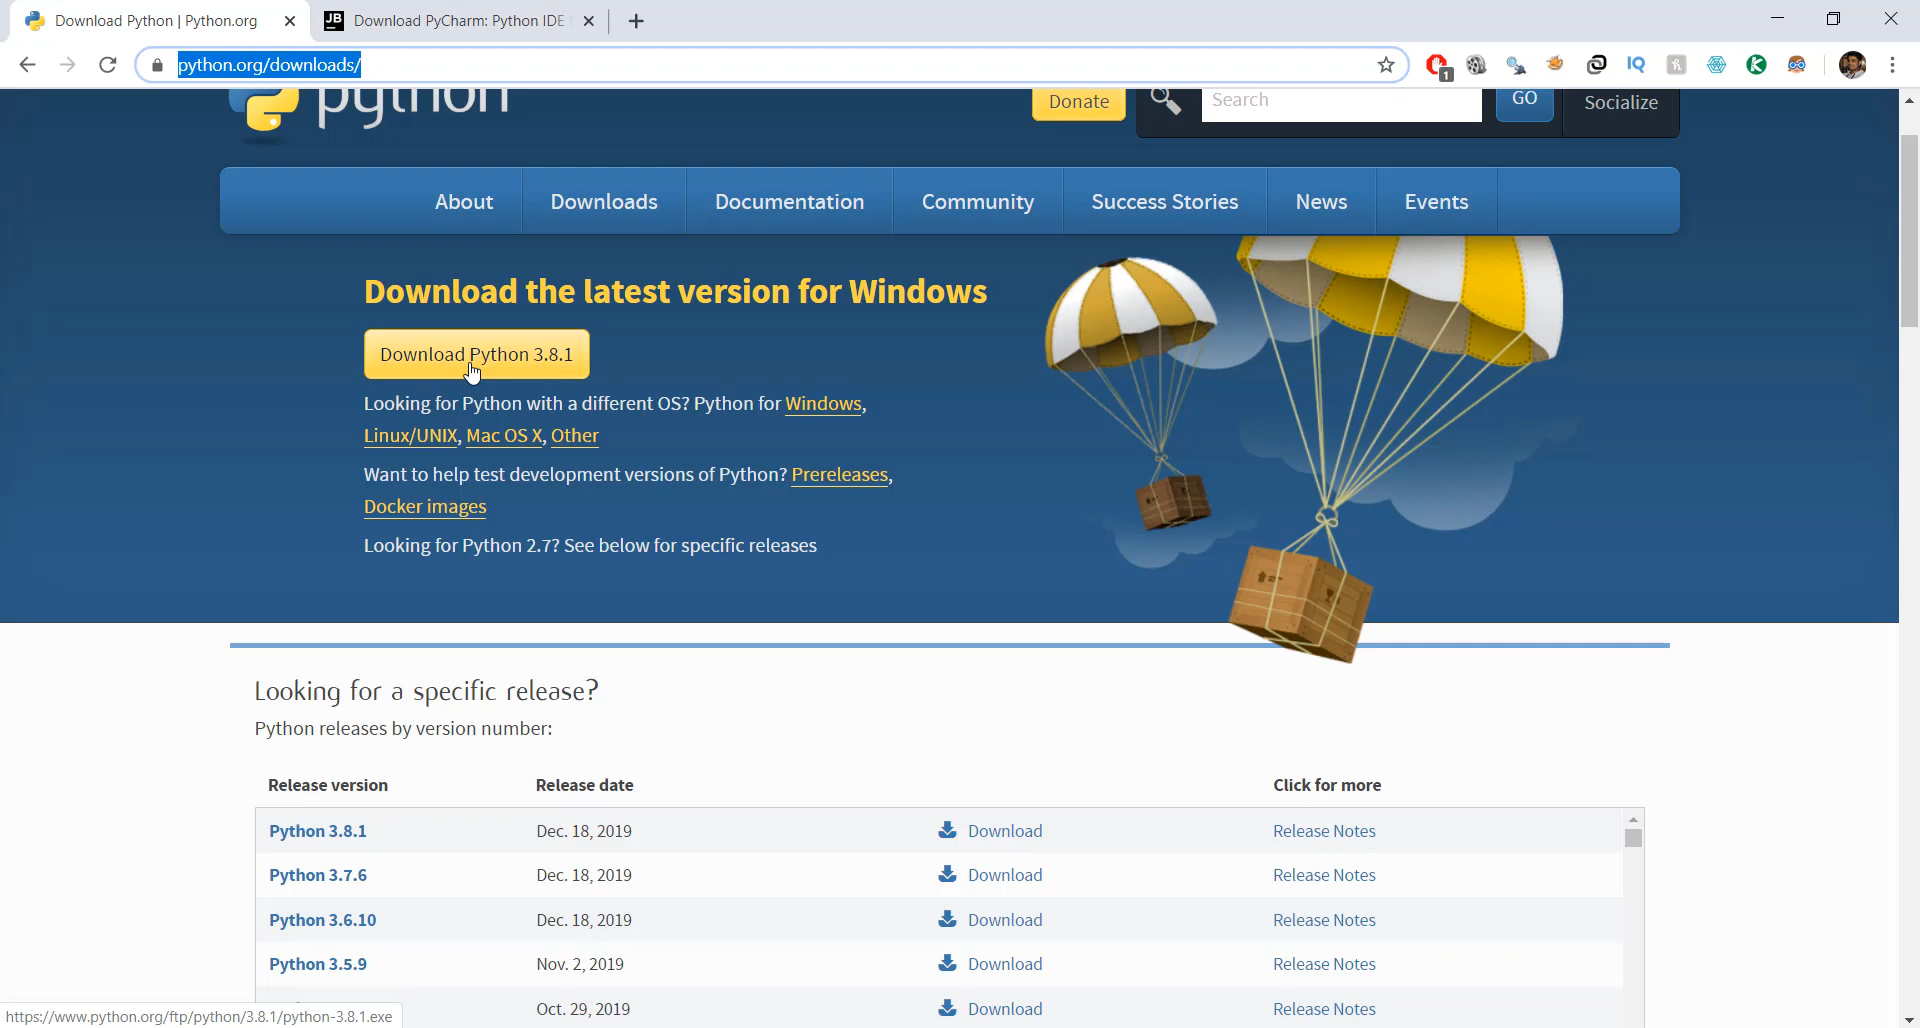 Download Python | Python.org
JB
Download PyCharm: Python IDE
python.org/downloads/
1
IQ
python
Donate
Search
GO
Socialize
About
Downloads
Documentation
Community
Success Stories
News
Events
Download the latest version for Windows
Download Python 3.8.1
Looking for Python with a different OS? Python for Windows,
Linux/UNIX, Mac OS X, Other
Want to help test development versions of Python? Prereleases,
Docker images
Looking for Python 2.7? See below for specific releases
Looking for a specific release?
Python releases by version number:
Release version Release date Click for more
Python 3.8.1 Dec. 18, 2019 Download Release Notes
Python 3.7.6 Dec. 18, 2019 Download Release Notes
Python 3.6.10 Dec. 18, 2019 Download Release Notes
Python 3.5.9 Nov. 2, 2019 Download Release Notes
Oct. 29, 2019 Download Release Notes
https://www.python.org/ftp/python/3.8.1/python-3.8.1.exe